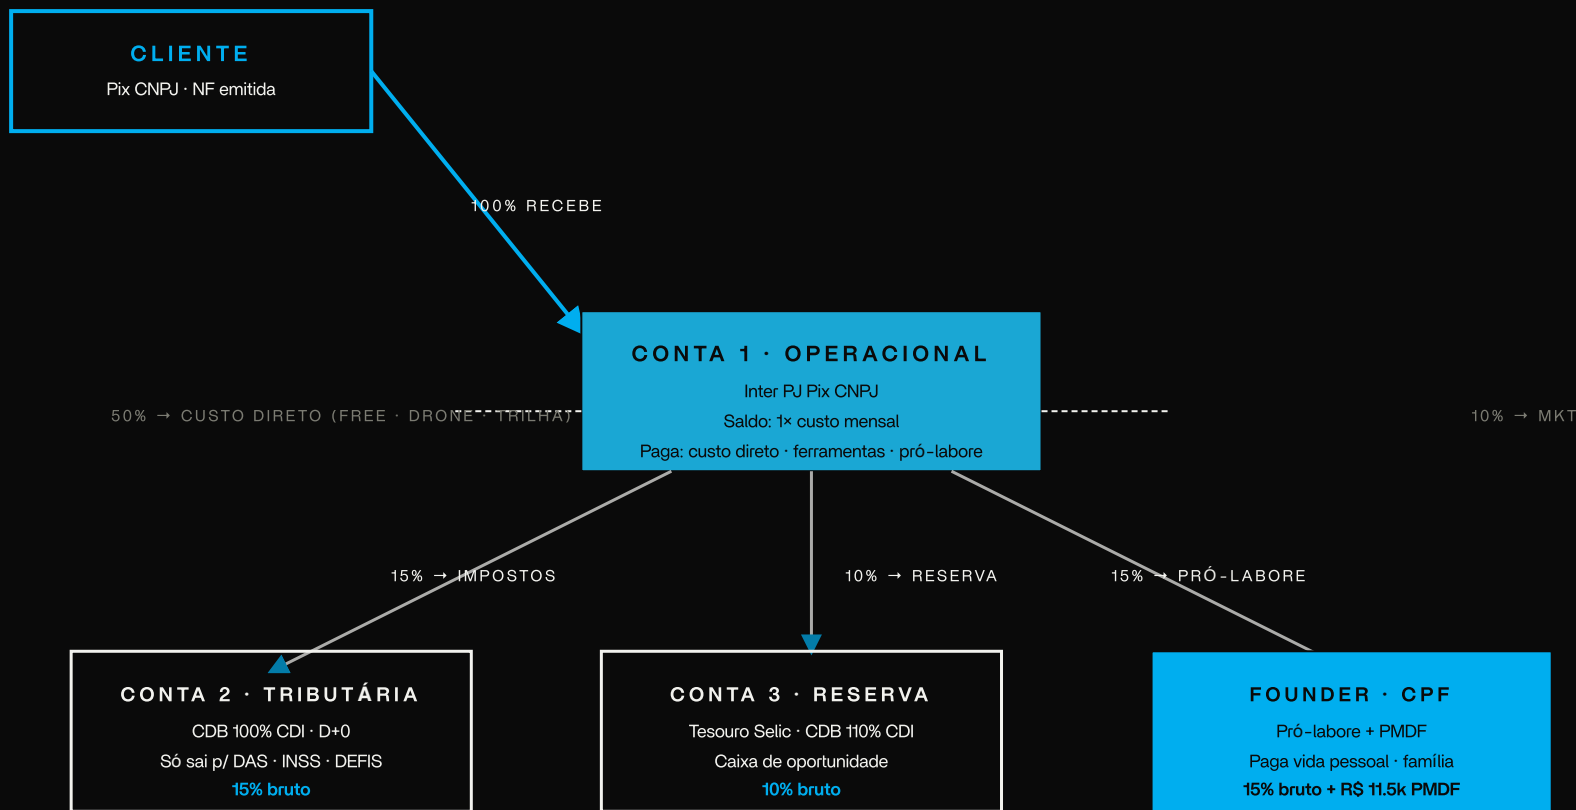 CLIENTE
Pix CNPJ · NF emitida
100% RECEBE
CONTA 1 · OPERACIONAL
Inter PJ Pix CNPJ
Saldo: 1× custo mensal
Paga: custo direto · ferramentas · pró-labore
50% → CUSTO DIRETO (FREE · DRONE · TRILHA)
10% → MKT
15% → IMPOSTOS
10% → RESERVA
15% → PRÓ-LABORE
CONTA 2 · TRIBUTÁRIA
CDB 100% CDI · D+0
Só sai p/ DAS · INSS · DEFIS
15% bruto
CONTA 3 · RESERVA
Tesouro Selic · CDB 110% CDI
Caixa de oportunidade
10% bruto
FOUNDER · CPF
Pró-labore + PMDF
Paga vida pessoal · família
15% bruto + R$ 11.5k PMDF